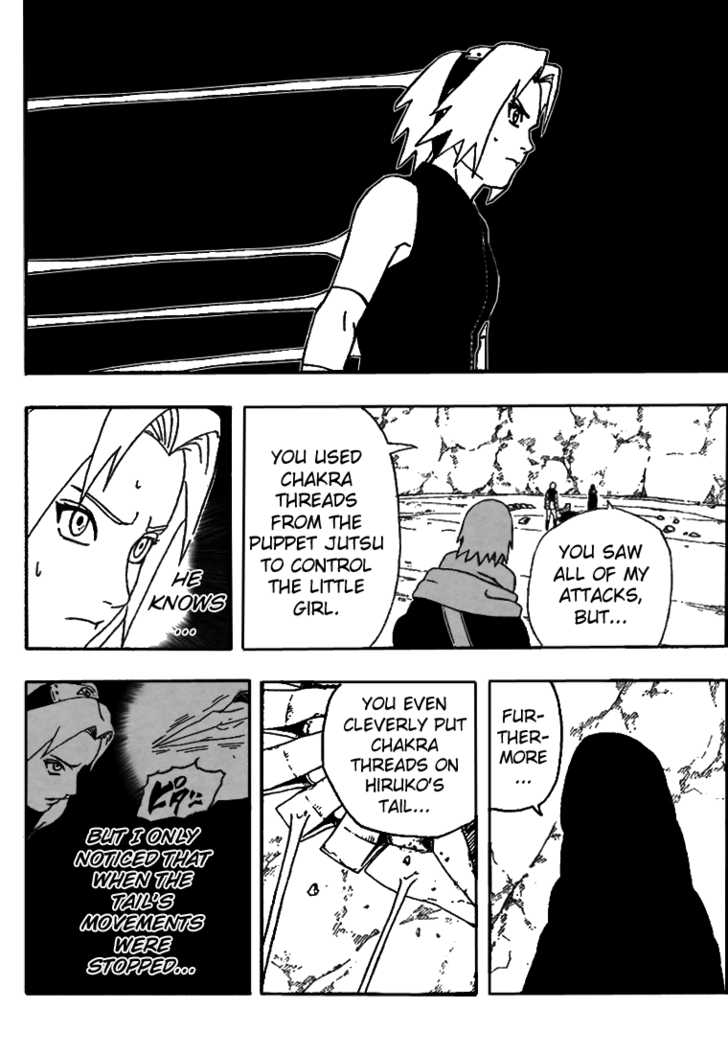 YOU SAW
ALL OF MY
ATTACKS,
BUT...
YOU USED
CHAKRA
THREADS
FROM THE
PUPPET JUTSU
TO CONTROL
THE LITTLE
GIRL.
HE
KNOWS
...
FUR-
THER-
MORE
...
YOU EVEN
CLEVERLY PUT
CHAKRA
THREADS ON
HIRUKO'S
TAIL...
ピタ
BUT I ONLY
NOTICED THAT
WHEN THE
TAIL'S
MOVEMENTS
WERE
STOPPED...